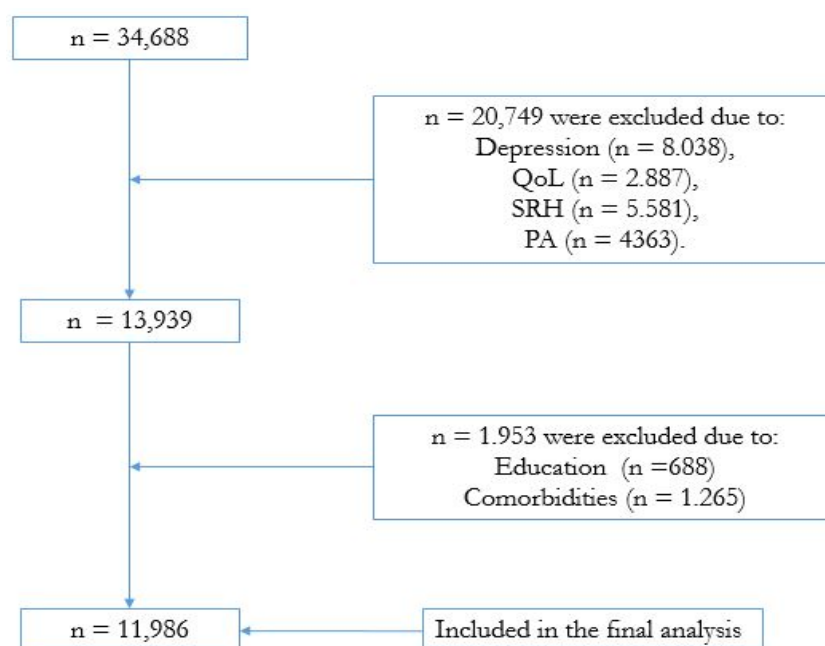 n = 34,688
n = 20,749 were excluded due to:
Depression (n = 8.038),
QoL (n = 2.887),
SRH (n = 5.581),
PA (n = 4363).
n = 13,939
n = 1.953 were excluded due to:
Education (n =688)
Comorbidities (n = 1.265)
n = 11,986
Included in the final analysis